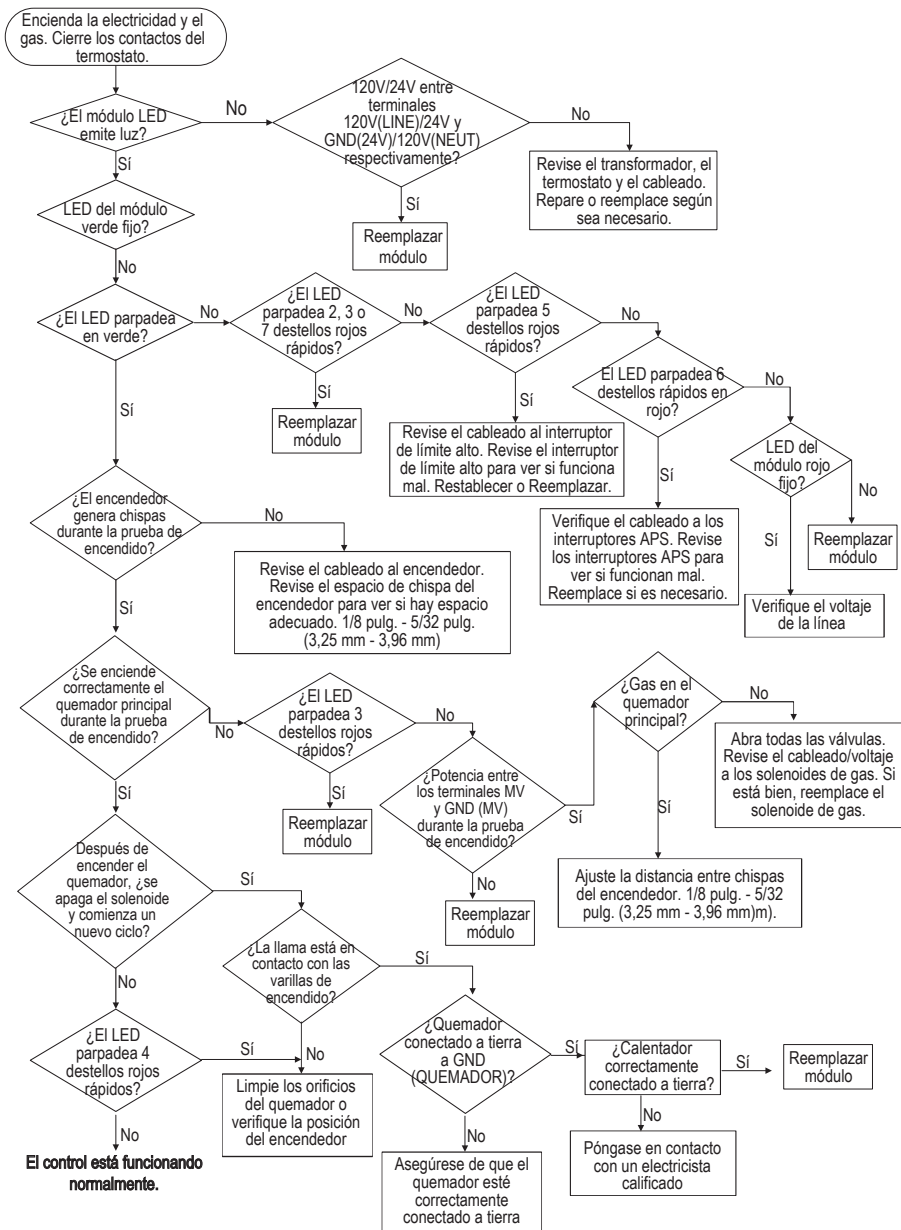 Encienda la electricidad y el
gas. Cierre los contactos del
termostato.
¿El módulo LED
emite luz?
No
120V/24V entre
terminales
120V(LINE)/24V y
GND(24V)/120V(NEUT)
respectivamente?
No
Revise el transformador, el
termostato y el cableado.
Repare o reemplace según
sea necesario.
Sí
Reemplazar
módulo
Sí
LED del módulo
verde fijo?
No
¿El LED parpadea
en verde?
No
¿El LED
parpadea 2, 3 o
7 destellos rojos
rápidos?
No
¿El LED
parpadea 5
destellos rojos
rápidos?
No
El LED parpadea 6
destellos rápidos en
rojo?
No
LED del
módulo rojo
fijo?
No
Reemplazar
módulo
Sí
Verifique el voltaje
de la línea
Sí
Reemplazar
módulo
Sí
Revise el cableado al interruptor
de límite alto. Revise el interruptor
de límite alto para ver si funciona
mal. Restablecer o Reemplazar.
Sí
Verifique el cableado a los
interruptores APS. Revise
los interruptores APS para
ver si funcionan mal.
Reemplace si es necesario.
Sí
¿El encendedor
genera chispas
durante la prueba de
encendido?
No
Revise el cableado al encendedor.
Revise el espacio de chispa del
encendedor para ver si hay espacio
adecuado. 1/8 pulg. - 5/32 pulg.
(3,25 mm - 3,96 mm)
Sí
¿Se enciende
correctamente el
quemador principal
durante la prueba
de encendido?
No
¿El LED
parpadea 3
destellos rojos
rápidos?
No
¿Potencia entre
los terminales MV
y GND (MV)
durante la prueba
de encendido?
Sí
¿Gas en el
quemador
principal?
No
Abra todas las válvulas.
Revise el cableado/voltaje
a los solenoides de gas. Si
está bien, reemplace el
solenoide de gas.
Sí
Ajuste la distancia entre chispas
del encendedor. 1/8 pulg. - 5/32
pulg. (3,25 mm - 3,96 mm)m).
Sí
Reemplazar
módulo
No
Reemplazar
módulo
Sí
Después de
encender el
quemador, ¿se
apaga el solenoide
y comienza un
nuevo ciclo?
Sí
¿La llama está en
contacto con las
varillas de
encendido?
Sí
¿Quemador
conectado a tierra
a GND
(QUEMADOR)?
Sí
¿Calentador
correctamente
conectado a tierra?
Sí
Reemplazar
módulo
No
¿El LED
parpadea 4
destellos rojos
rápidos?
Sí
No
Limpie los orificios
del quemador o
verifique la posición
del encendedor
No
Asegúrese de que el
quemador esté
correctamente
conectado a tierra
No
Póngase en contacto
con un electricista
calificado
No
El control está funcionando
normalmente.